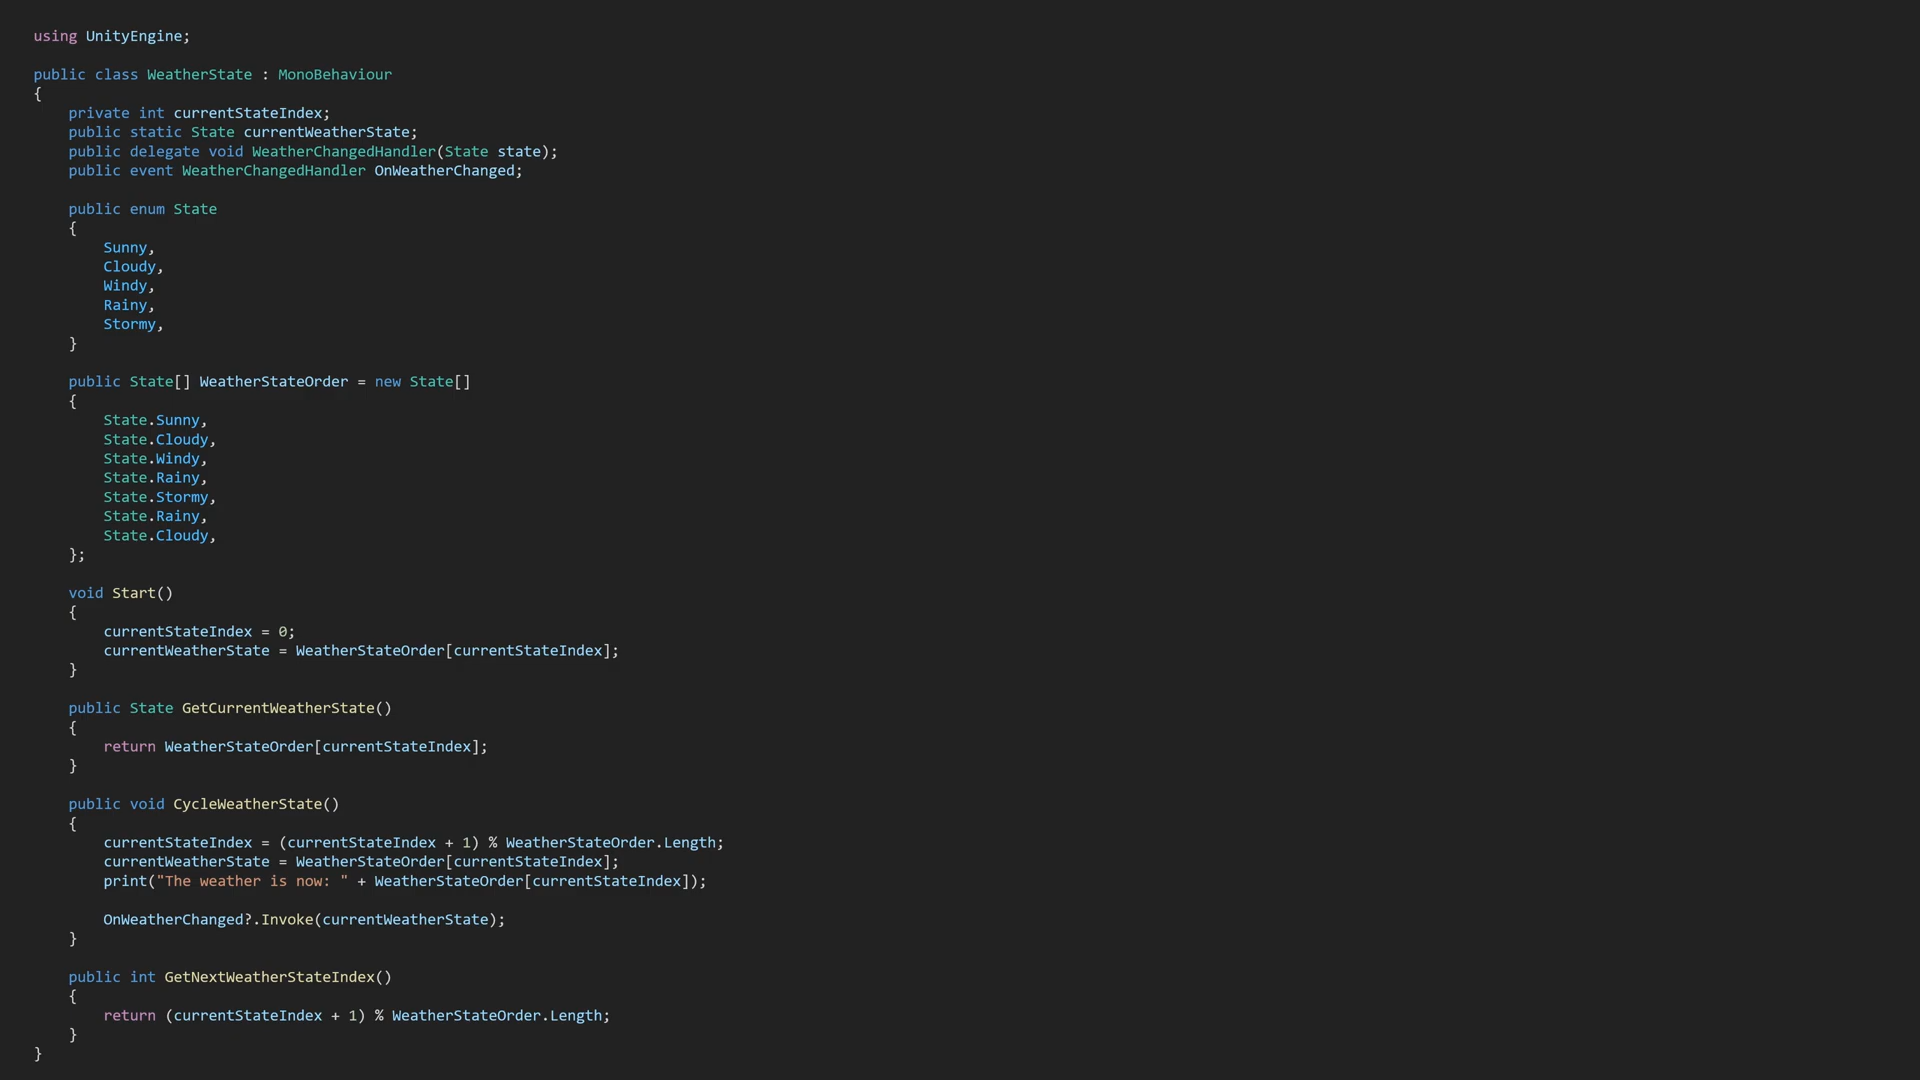 using UnityEngine;

public class WeatherState : MonoBehaviour
{
    private int currentStateIndex;
    public static State currentWeatherState;
    public delegate void WeatherChangedHandler(State state);
    public event WeatherChangedHandler OnWeatherChanged;

    public enum State
    {
        Sunny,
        Cloudy,
        Windy,
        Rainy,
        Stormy,
    }

    public State[] WeatherStateOrder = new State[]
    {
        State.Sunny,
        State.Cloudy,
        State.Windy,
        State.Rainy,
        State.Stormy,
        State.Rainy,
        State.Cloudy,
    };

    void Start()
    {
        currentStateIndex = 0;
        currentWeatherState = WeatherStateOrder[currentStateIndex];
    }

    public State GetCurrentWeatherState()
    {
        return WeatherStateOrder[currentStateIndex];
    }

    public void CycleWeatherState()
    {
        currentStateIndex = (currentStateIndex + 1) % WeatherStateOrder.Length;
        currentWeatherState = WeatherStateOrder[currentStateIndex];
        print("The weather is now: " + WeatherStateOrder[currentStateIndex]);

        OnWeatherChanged?.Invoke(currentWeatherState);
    }

    public int GetNextWeatherStateIndex()
    {
        return (currentStateIndex + 1) % WeatherStateOrder.Length;
    }
}